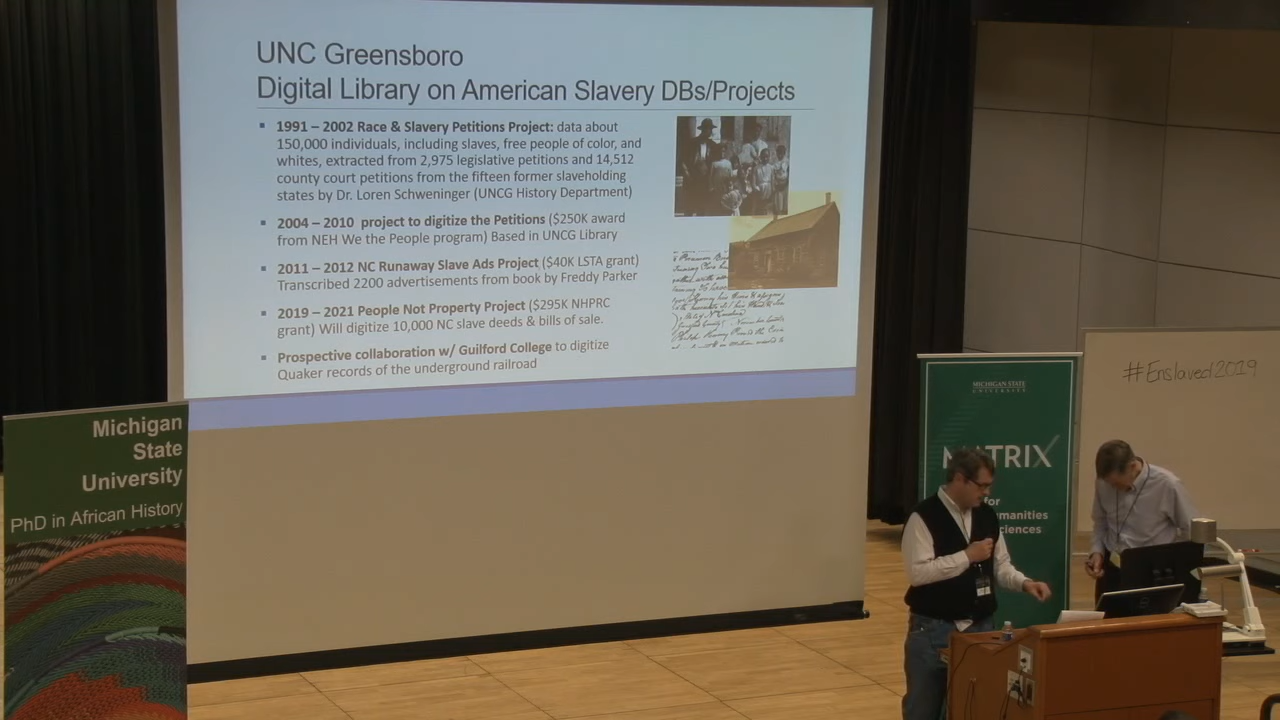 UNC Greensboro
Digital Library on American Slavery DBs/Projects
1991 – 2002 Race & Slavery Petitions Project: data about
150,000 individuals, including slaves, free people of color, and
whites, extracted from 2,975 legislative petitions and 14,512
county court petitions from the fifteen former slaveholding
states by Dr. Loren Schweninger (UNCG History Department)
2004 – 2010 project to digitize the Petitions ($250K award
from NEH We the People program) Based in UNCG Library
2011 – 2012 NC Runaway Slave Ads Project ($40K LSTA grant)
Transcribed 2200 advertisements from book by Freddy Parker
2019 – 2021 People Not Property Project ($295K NHPRC
grant) Will digitize 10,000 NC slave deeds & bills of sale.
Prospective collaboration w/ Guilford College to digitize
Quaker records of the underground railroad
Michigan
State
University
PhD in African History
MICHIGAN STATE
UNIVERSITY
MATRIX
for
manities
ciences
#Enslaved2019